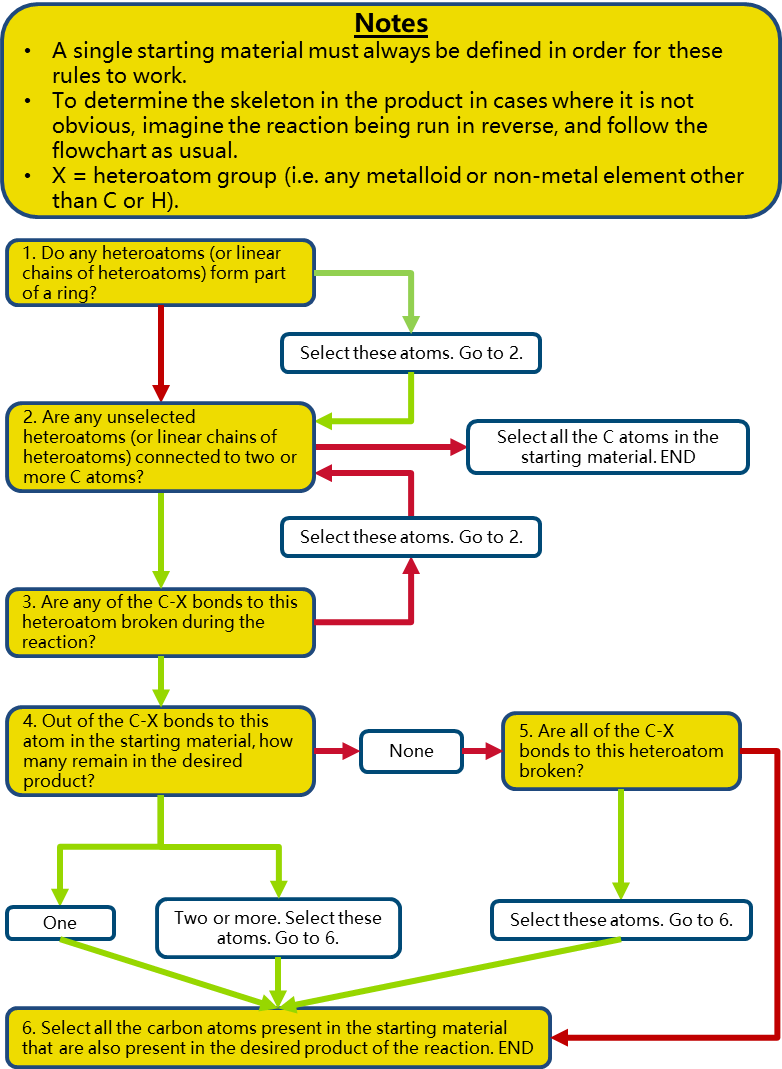 Notes
• A single starting material must always be defined in order for these
rules to work.
• To determine the skeleton in the product in cases where it is not
obvious, imagine the reaction being run in reverse, and follow the
flowchart as usual.
• X = heteroatom group (i.e. any metalloid or non-metal element other
than C or H).
1. Do any heteroatoms (or linear
chains of heteroatoms) form part
of a ring?
Select these atoms. Go to 2.
2. Are any unselected
heteroatoms (or linear chains of
heteroatoms) connected to two or
more C atoms?
Select all the C atoms in the
starting material. END
Select these atoms. Go to 2.
3. Are any of the C-X bonds to this
heteroatom broken during the
reaction?
4. Out of the C-X bonds to this
atom in the starting material, how
many remain in the desired
product?
None
5. Are all of the C-X
bonds to this heteroatom
broken?
One
Two or more. Select these
atoms. Go to 6.
Select these atoms. Go to 6.
6. Select all the carbon atoms present in the starting material
that are also present in the desired product of the reaction. END